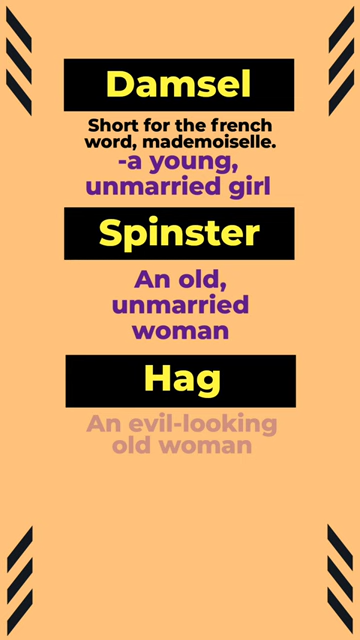 Damsel
Short for the french
word, mademoiselle.
-a young,
unmarried girl
Spinster
An old,
unmarried
woman
Hag
An evil-looking
old woman